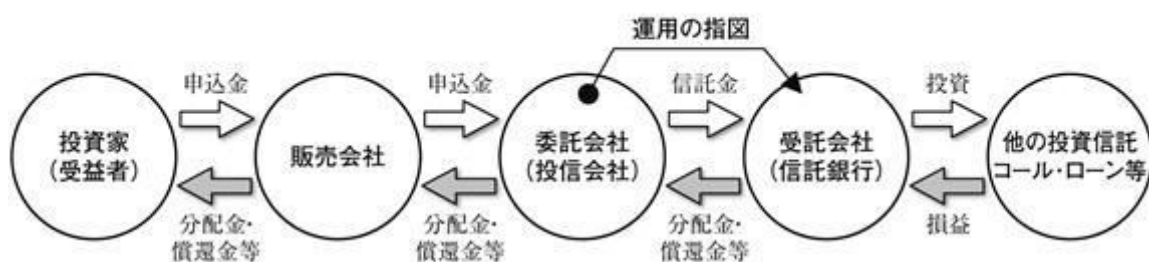 運用の指図
申込金
申込金
信託金
投資
投資家
(受益者)
販売会社
委託会社
(投信会社)
受託会社
(信託銀行)
他の投資信託
コール・ローン等
分配金・
償還金等
分配金・
償還金等
分配金・
償還金等
損益